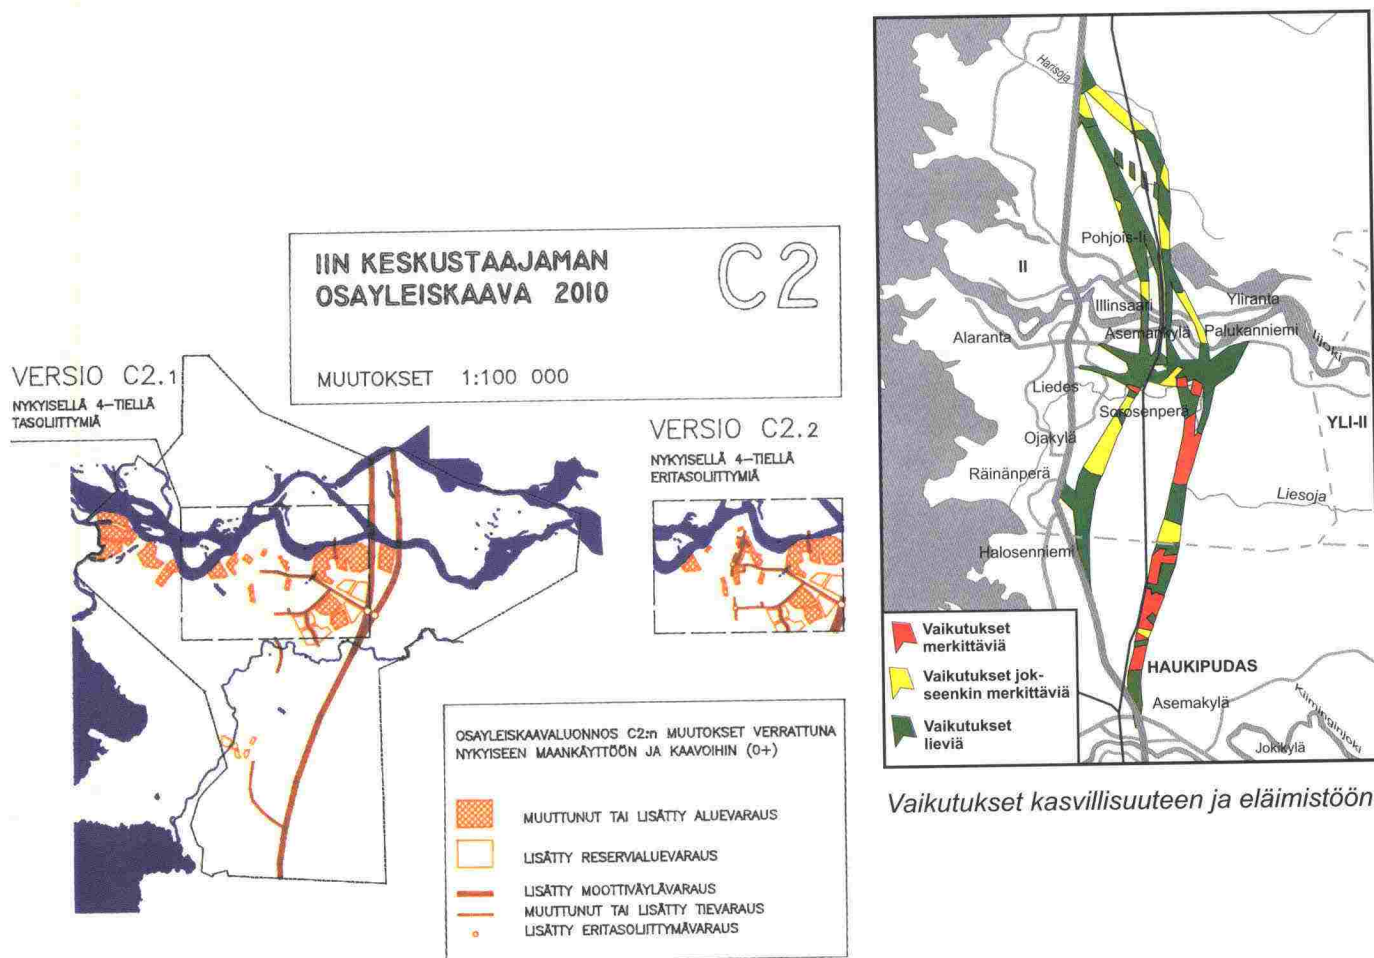 IIN KESKUSTAAJAMAN
OSAYLEISKAAVA 2010
C2
MUUTOKSET 1:100 000
VERSIO C2.1
NYKYISELLÄ 4-TIELLÄ
TASOLIITTYMIÄ
VERSIO C2.2
NYKYISELLÄ 4-TIELLÄ
ERITASOLIITTYMIÄ
OSAYLEISKAAVALUONNOS C2:n MUUTOKSET VERRATTUNA
NYKYISEEN MAANKÄYTTÖÖN JA KAAVOIHIN (0+)
MUUTTUNUT TAI LISÄTTY ALUEVARAUS
LISÄTTY RESERVIALUEVARAUS
LISÄTTY MOOTTIVÄYLÄVARAUS
MUUTTUNUT TAI LISÄTTY TIEVARAUS
LISÄTTY ERITASOLIITTYMÄVARAUS
Harisoja
Pohjois-Ii
II
Illinsaari
Yliranta
Alaranta
Asemankylä
Palukanniemi
Iijoki
Liedes
Sorosenperä
YLI-II
Ojakylä
Räinänperä
Liesoja
Halosenniemi
HAUKIPUDAS
Asemakylä
Kiiminginjoki
Jokikylä
Vaikutukset
merkittäviä
Vaikutukset jok-
seenkin merkittäviä
Vaikutukset
lieviä
Vaikutukset kasvillisuuteen ja eläimistöön